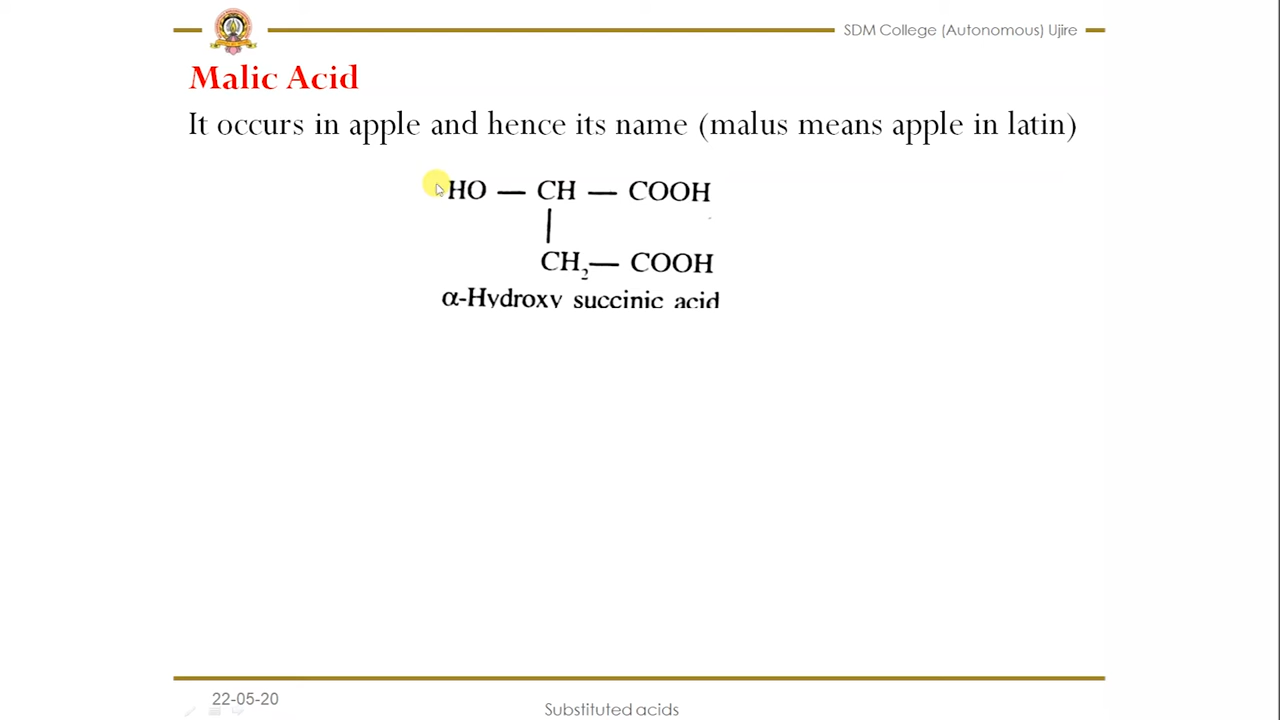 SDM College (Autonomous) Ujire
Malic Acid
It occurs in apple and hence its name (malus means apple in latin)
HO — CH — COOH
|
CH₂— COOH
α-Hydroxy succinic acid
22-05-20
Substituted acids